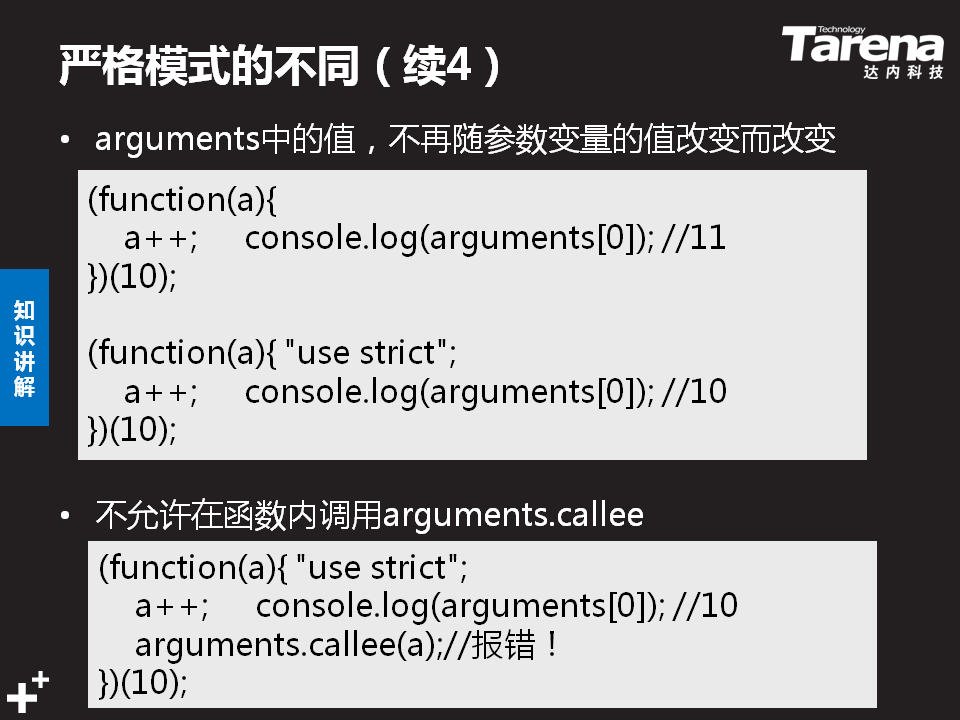 严格模式的不同（续4）
Technology
Tarena
达内科技
• arguments中的值，不再随参数变量的值改变而改变
(function(a){
a++; console.log(arguments[0]); //11
})(10);
(function(a){ "use strict";
a++; console.log(arguments[0]); //10
})(10);
知识讲解
• 不允许在函数内调用arguments.callee
(function(a){ "use strict";
a++; console.log(arguments[0]); //10
arguments.callee(a);//报错！
})(10);